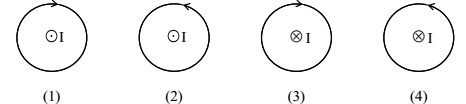 ⊙I ⊙I ⊗I ⊗I
(1) (2) (3) (4)